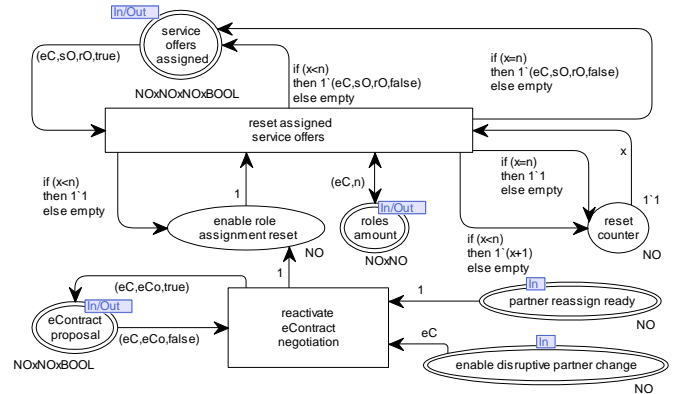 In/Out
service
offers
assigned
(eC,sO,rO,true)
NOxNOxNOxBOOL
if (x<n)
then 1`(eC,sO,rO,false)
else empty
if (x=n)
then 1`(eC,sO,rO,false)
else empty
reset assigned
service offers
if (x<n)
then 1`1
else empty
1
(eC,n)
if (x=n)
then 1`1
else empty
x
1`1
enable role
assignment reset
NO
In/Out
roles
amount
NOxNO
if (x<n)
then 1`(x+1)
else empty
reset
counter
NO
1
(eC,eCo,true)
In/Out
eContract
proposal
(eC,eCo,false)
NOxNOxBOOL
reactivate
eContract
negotiation
1
In
partner reassign ready
NO
eC
In
enable disruptive partner change
NO